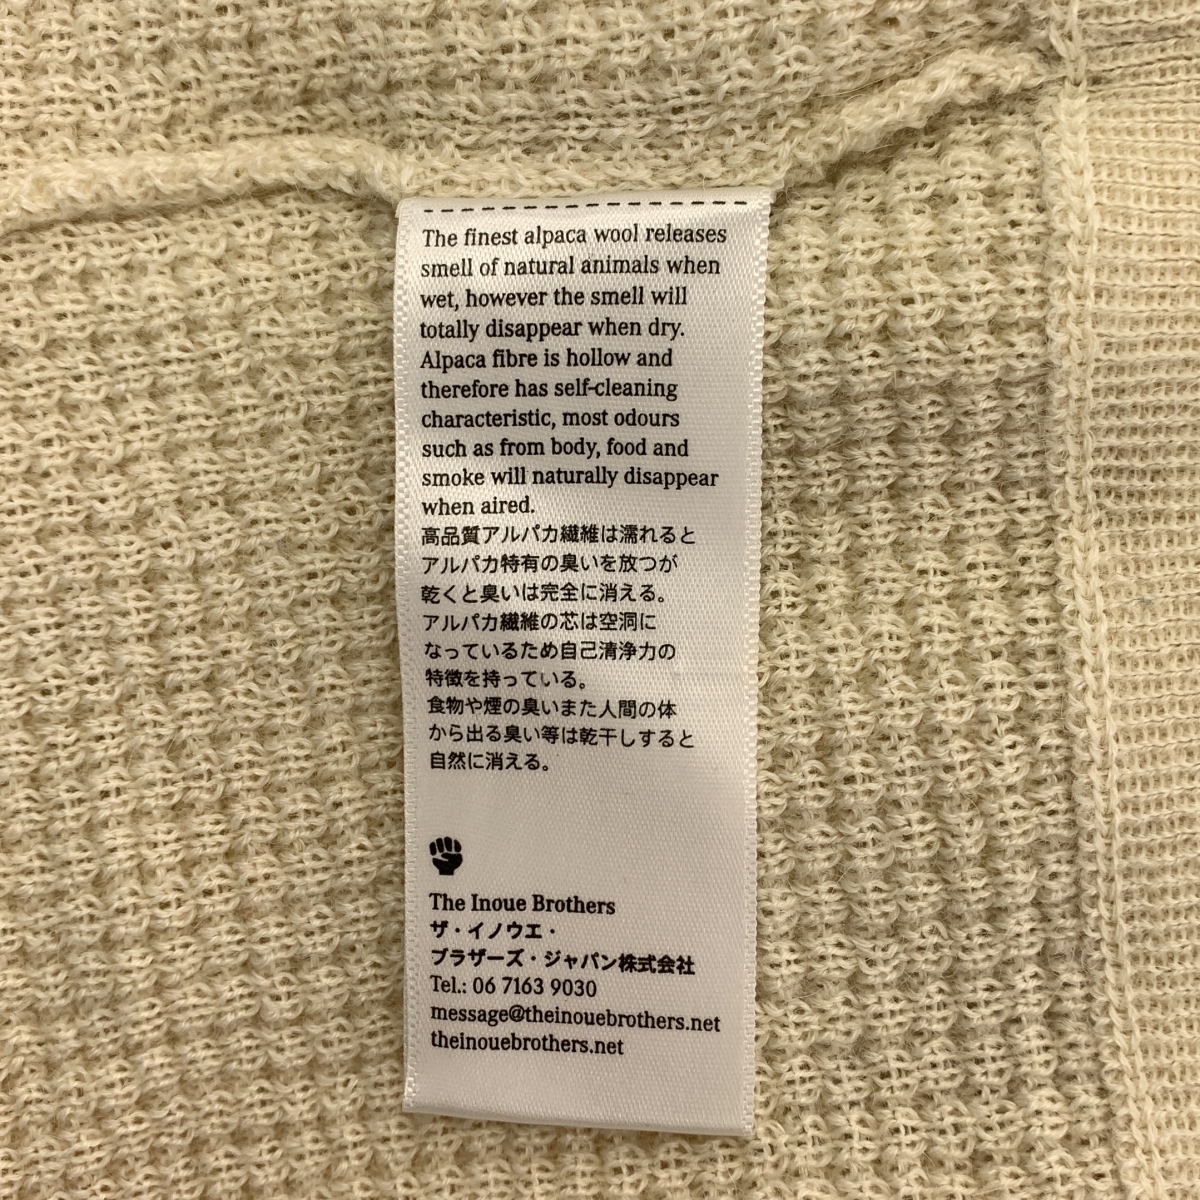 The finest alpaca wool releases
smell of natural animals when
wet, however the smell will
totally disappear when dry.
Alpaca fibre is hollow and
therefore has self-cleaning
characteristic, most odours
such as from body, food and
smoke will naturally disappear
when aired.
高品質アルパカ繊維は濡れると
アルパカ特有の臭いを放つが
乾くと臭いは完全に消える。
アルパカ繊維の芯は空洞に
なっているため自己清浄力の
特徴を持っている。
食物や煙の臭いまた人間の体
から出る臭い等は乾干しすると
自然に消える。
The Inoue Brothers
ザ・イノウエ・
ブラザーズ・ジャパン株式会社
Tel.: 06 7163 9030
message@theinouebrothers.net
theinouebrothers.net